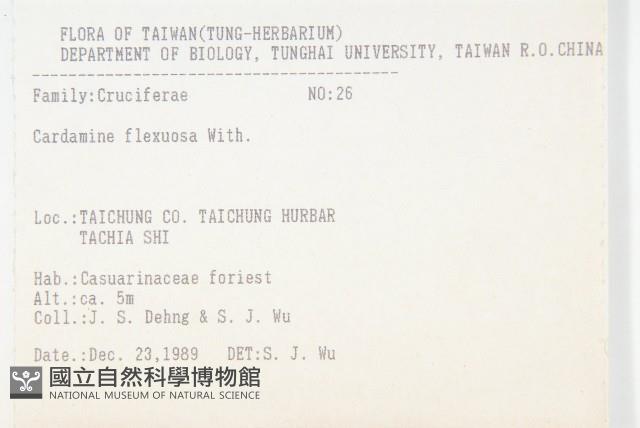 FLORA OF TAIWAN(TUNG-HERBARIUM)
DEPARTMENT OF BIOLOGY, TUNGHAI UNIVERSITY, TAIWAN R.O.CHINA
----------------------------------------
Family:Cruciferae NO:26
Cardamine flexuosa With.
Loc.:TAICHUNG CO. TAICHUNG HURBAR
TACHIA SHI
Hab.:Casuarinaceae foriest
Alt.:ca. 5m
Coll.:J. S. Dehng & S. J. Wu
Date.:Dec. 23,1989 DET:S. J. Wu
國立自然科學博物館
NATIONAL MUSEUM OF NATURAL SCIENCE